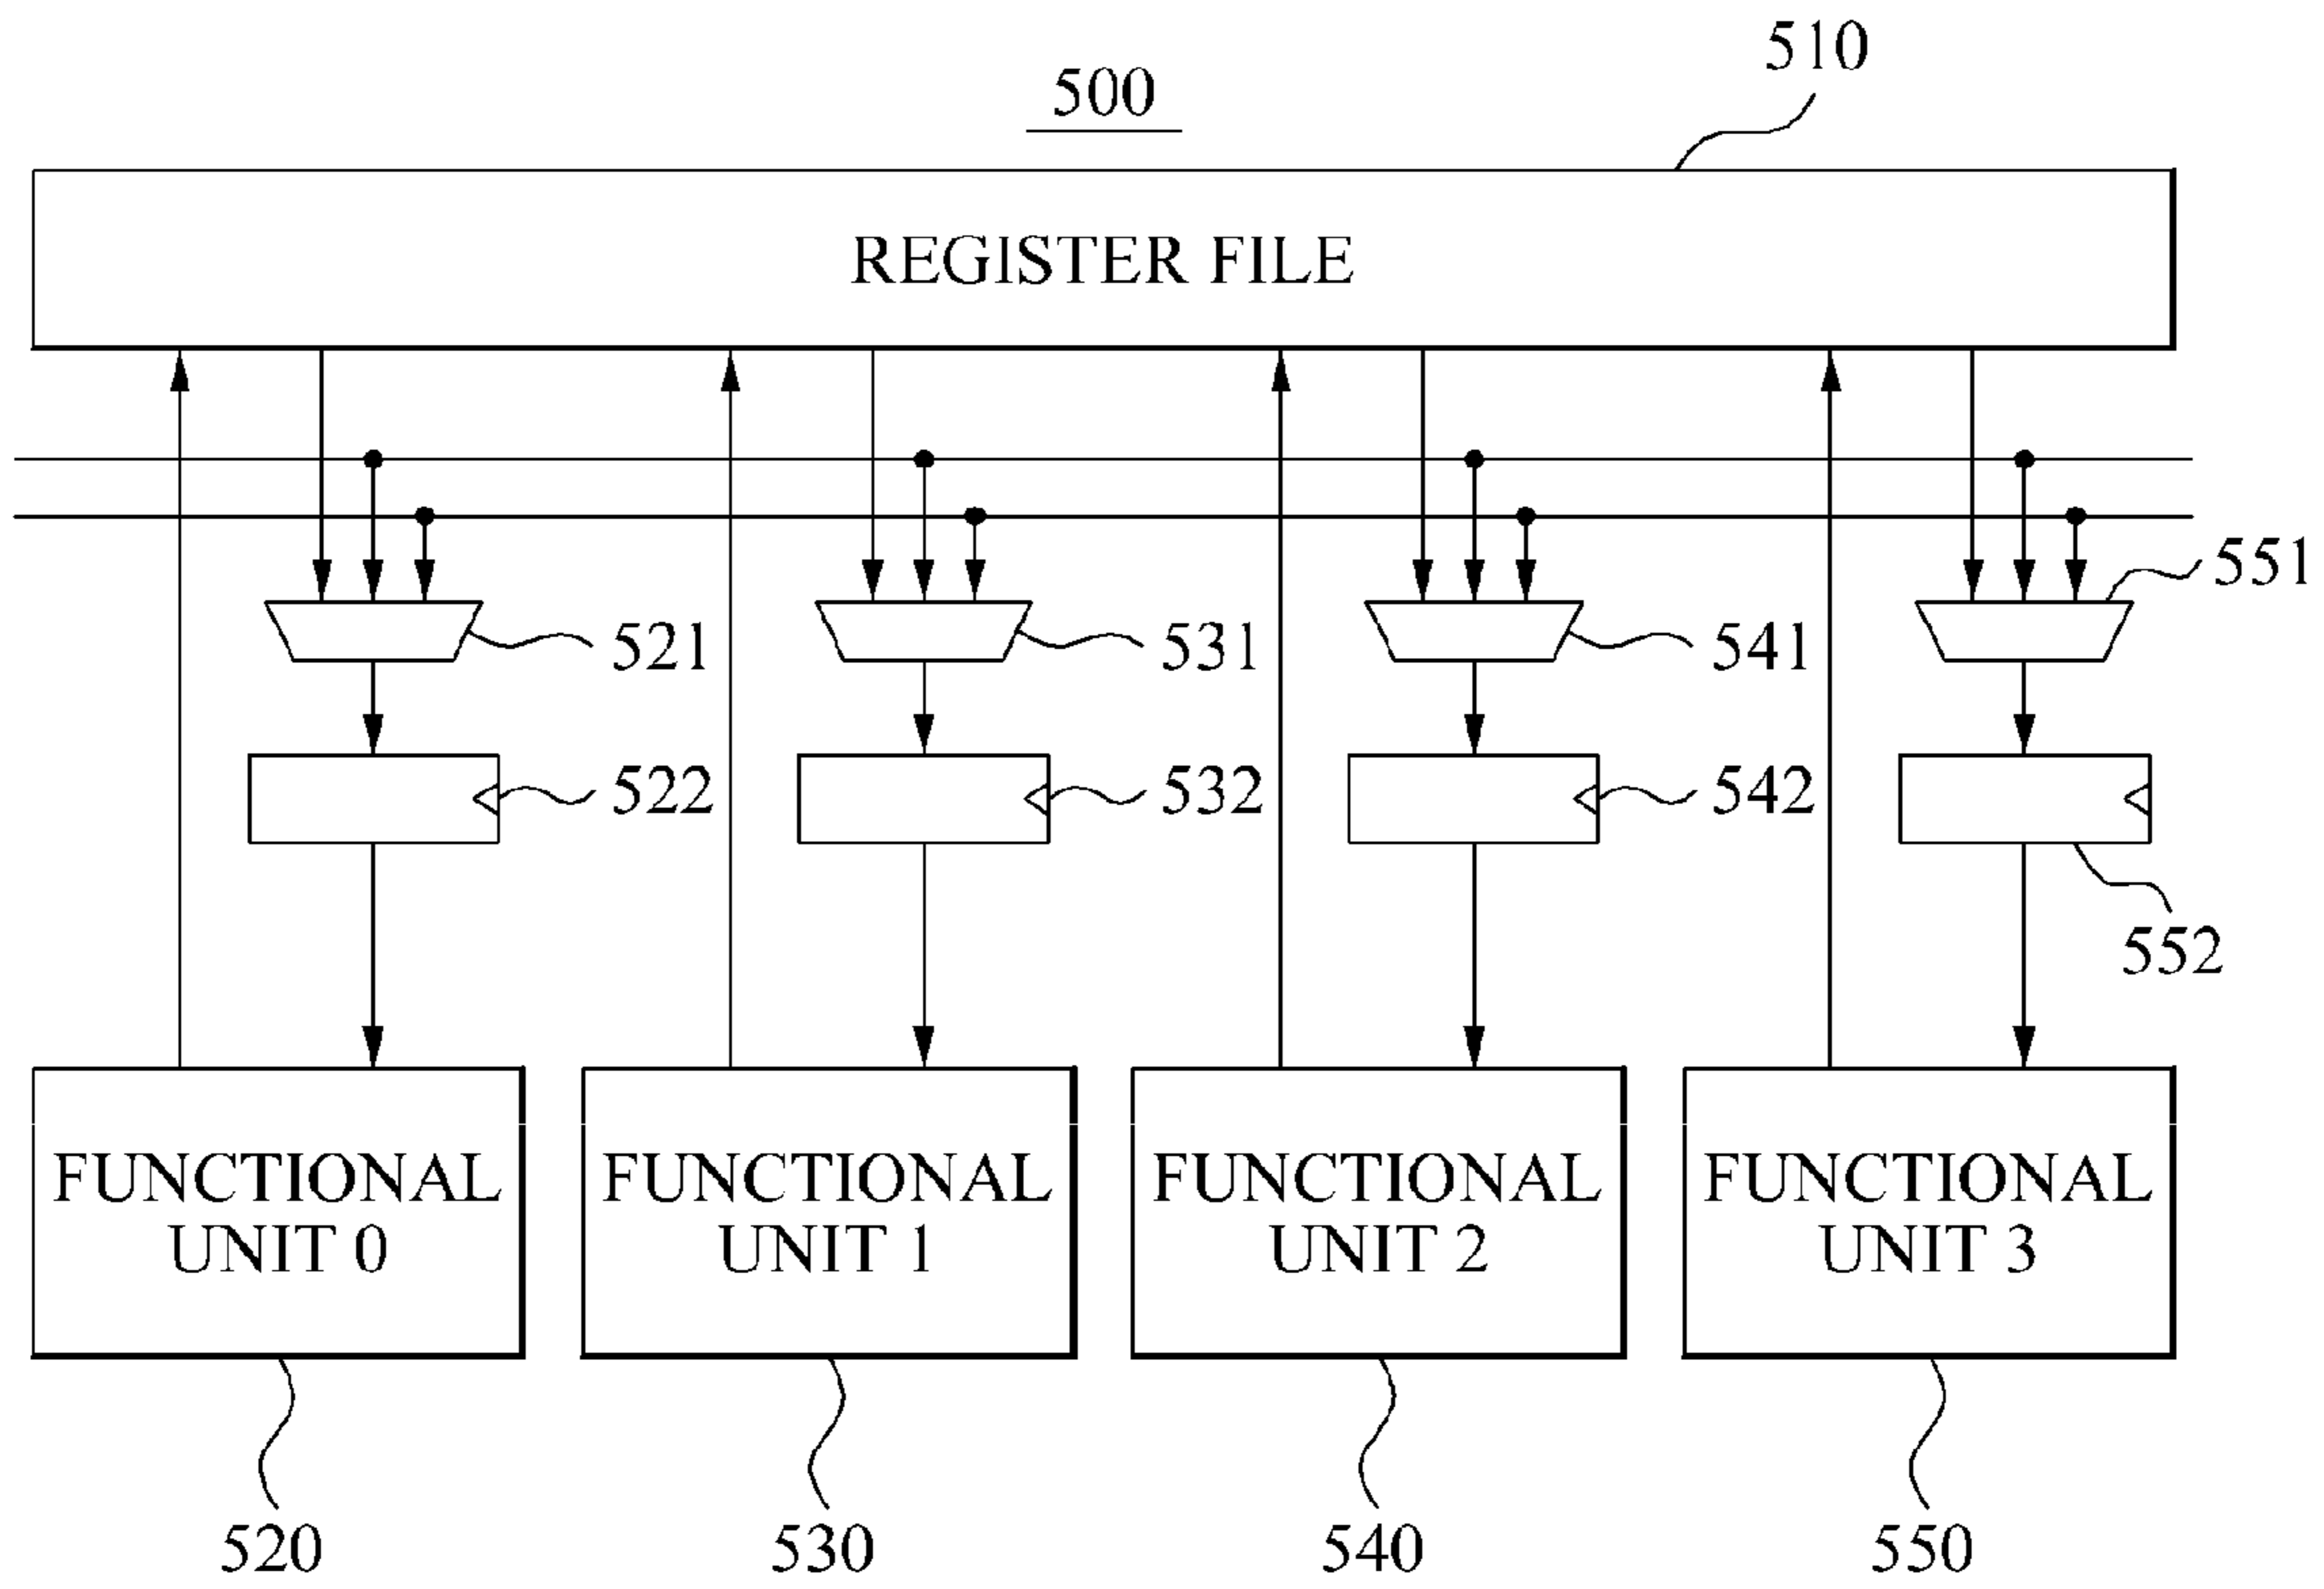 510
500
REGISTER FILE
551
521
531
541
522
532
542
552
FUNCTIONAL
UNIT 0
FUNCTIONAL
UNIT 1
FUNCTIONAL
UNIT 2
FUNCTIONAL
UNIT 3
520
530
540
550